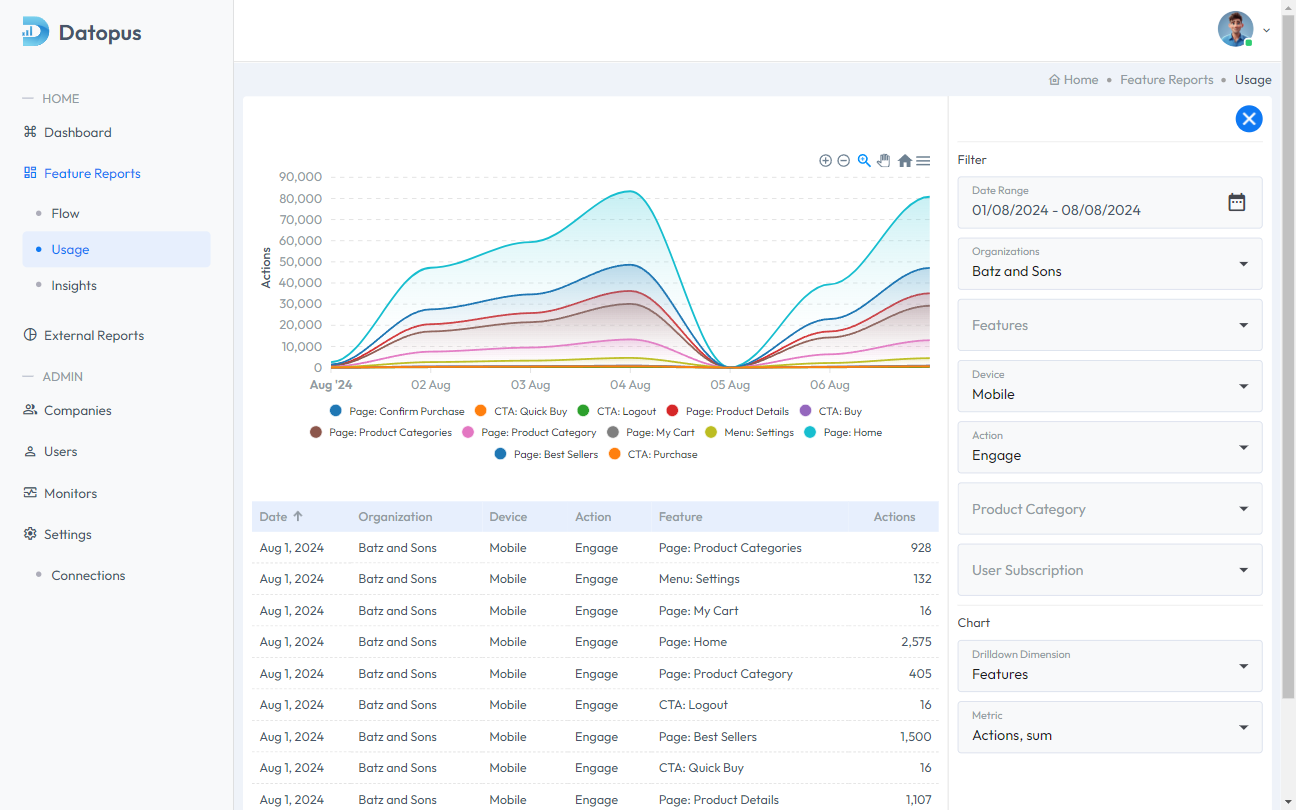 Datopus
HOME
Dashboard
Feature Reports
Flow
Usage
Insights
External Reports
ADMIN
Companies
Users
Monitors
Settings
Connections
Home • Feature Reports • Usage
90,000
80,000
70,000
60,000
50,000
40,000
30,000
20,000
10,000
0
Actions
Aug '24 02 Aug 03 Aug 04 Aug 05 Aug 06 Aug
Page: Confirm Purchase CTA: Quick Buy CTA: Logout Page: Product Details CTA: Buy
Page: Product Categories Page: Product Category Page: My Cart Menu: Settings Page: Home
Page: Best Sellers CTA: Purchase
Date Organization Device Action Feature Actions
Aug 1, 2024 Batz and Sons Mobile Engage Page: Product Categories 928
Aug 1, 2024 Batz and Sons Mobile Engage Menu: Settings 132
Aug 1, 2024 Batz and Sons Mobile Engage Page: My Cart 16
Aug 1, 2024 Batz and Sons Mobile Engage Page: Home 2,575
Aug 1, 2024 Batz and Sons Mobile Engage Page: Product Category 405
Aug 1, 2024 Batz and Sons Mobile Engage CTA: Logout 16
Aug 1, 2024 Batz and Sons Mobile Engage Page: Best Sellers 1,500
Aug 1, 2024 Batz and Sons Mobile Engage CTA: Quick Buy 16
Aug 1, 2024 Batz and Sons Mobile Engage Page: Product Details 1,107
Filter
Date Range
01/08/2024 - 08/08/2024
Organizations
Batz and Sons
Features
Device
Mobile
Action
Engage
Product Category
User Subscription
Chart
Drilldown Dimension
Features
Metric
Actions, sum